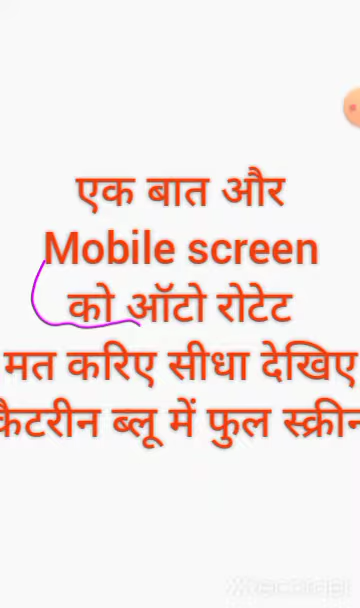 एक बात और
Mobile screen
को ऑटो रोटेट
मत करिए सीधा देखिए
कैटरीन ब्लू में फुल स्क्रीन